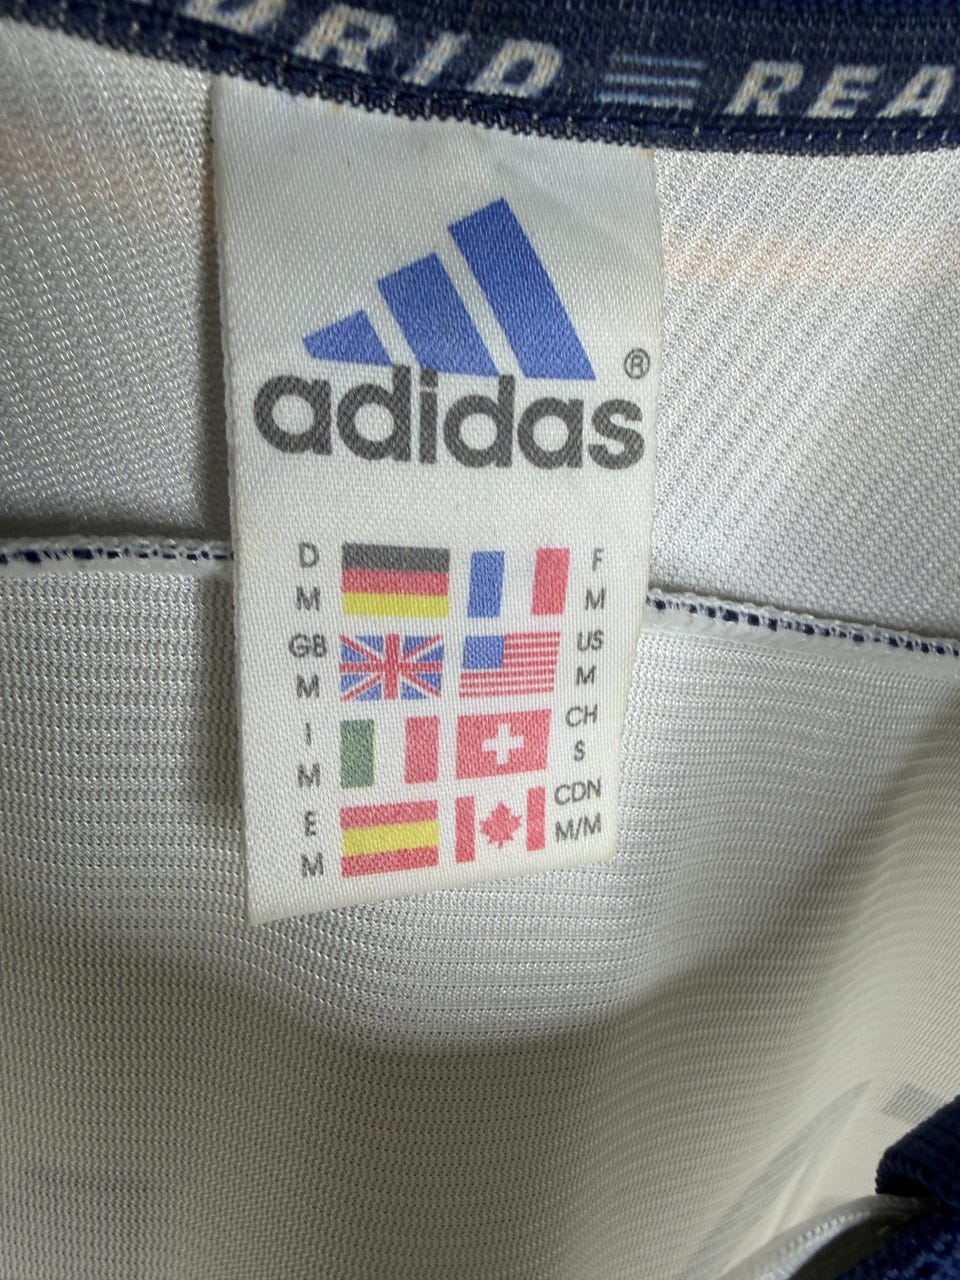 DRID REA
adidas®
D F
M M
GB US
M M
I CH
M S
E CDN
M M/M